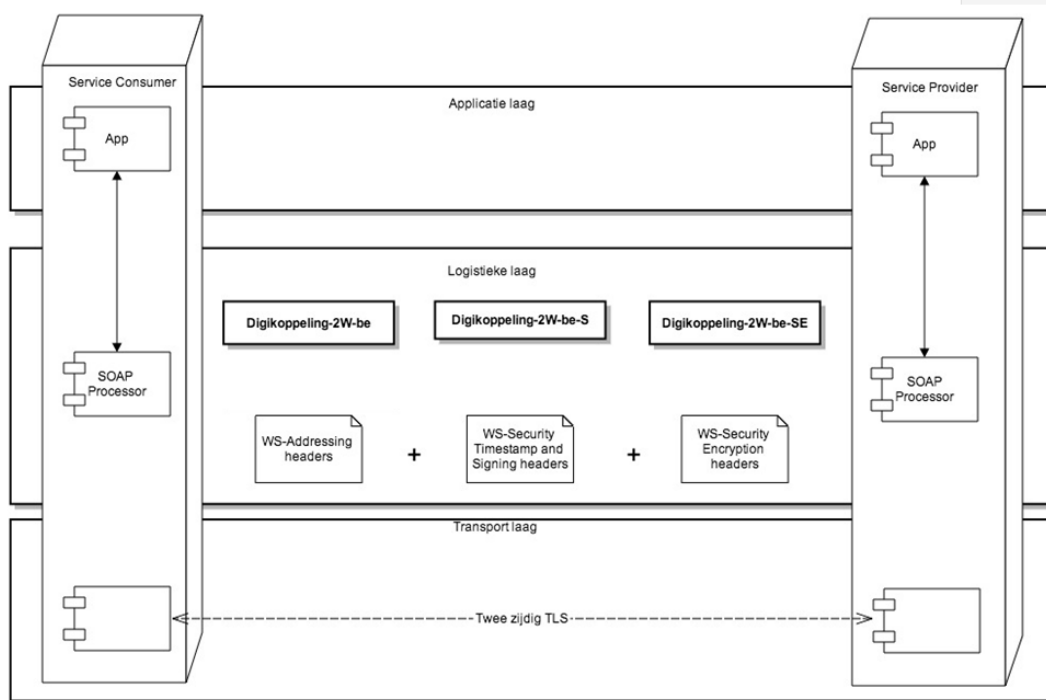 Service Consumer
Service Provider
Applicatie laag
App
App
Logistieke laag
Digikoppeling-2W-be
Digikoppeling-2W-be-S
Digikoppeling-2W-be-SE
SOAP
Processor
SOAP
Processor
WS-Addressing
headers
+
WS-Security
Timestamp and
Signing headers
+
WS-Security
Encryption
headers
Transport laag
Twee zijdig TLS